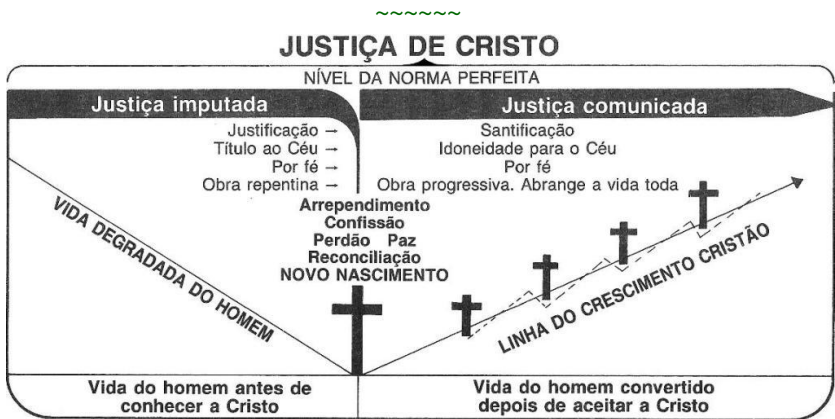 ~~~~~~
JUSTIÇA DE CRISTO
NÍVEL DA NORMA PERFEITA
Justiça imputada
Justiça comunicada
Justificação →
Título ao Céu →
Por fé →
Obra repentina →
Santificação
Idoneidade para o Céu
Por fé
Obra progressiva. Abrange a vida toda
Arrependimento
Confissão
Perdão Paz
Reconciliação
NOVO NASCIMENTO
VIDA DEGRADADA DO HOMEM
LINHA DO CRESCIMENTO CRISTÃO
Vida do homem antes de
conhecer a Cristo
Vida do homem convertido
depois de aceitar a Cristo